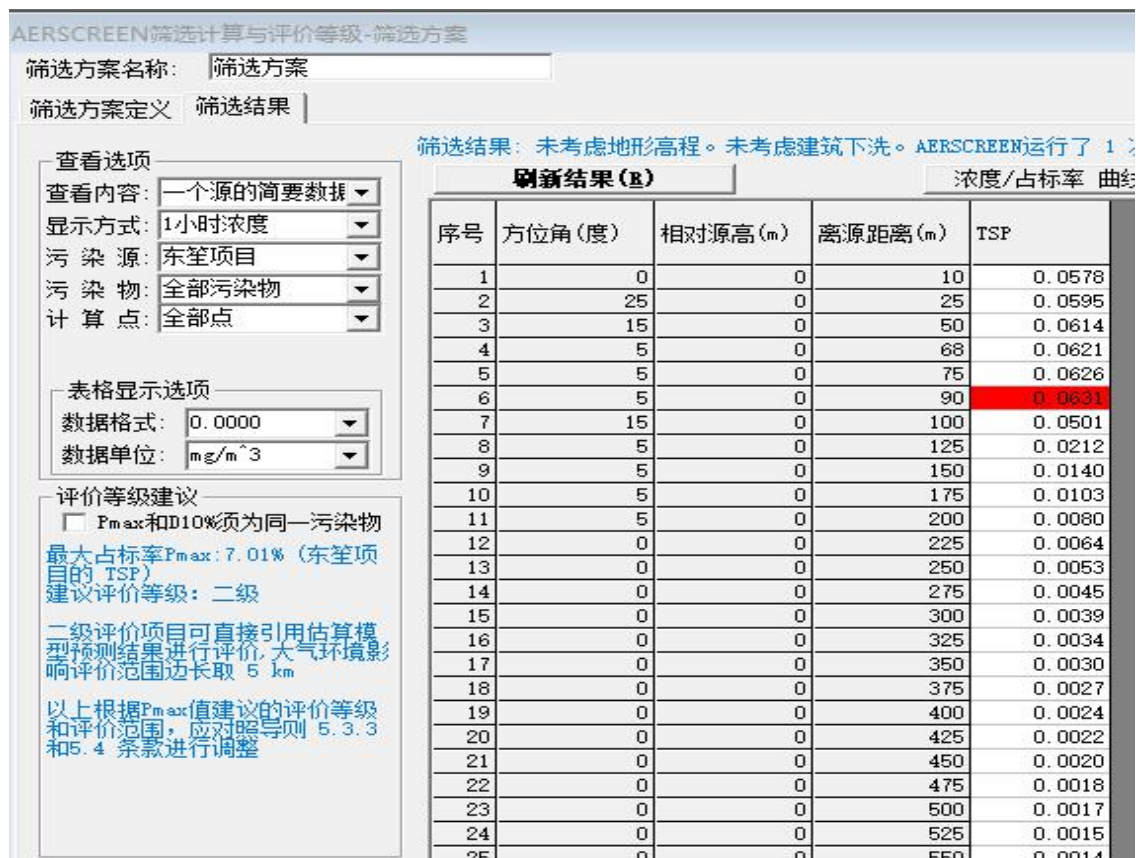 AERSCREEN筛选计算与评价等级-筛选方案
筛选方案名称: 筛选方案
筛选方案定义 筛选结果
筛选结果: 未考虑地形高程。未考虑建筑下洗。AERSCREEN运行了 1
查看选项
查看内容: 一个源的简要数据
显示方式: 1小时浓度
污 染 源: 东笙项目
污 染 物: 全部污染物
计 算 点: 全部点
表格显示选项
数据格式: 0.0000
数据单位: mg/m^3
评价等级建议
Pmax和D10%须为同一污染物
最大占标率Pmax:7.01% (东笙项
目的 TSP)
建议评价等级: 二级
二级评价项目可直接引用估算模
型预测结果进行评价,大气环境影
响评价范围边长取 5 km
以上根据Pmax值建议的评价等级
和评价范围,应对照导则 5.3.3
和5.4 条款进行调整
刷新结果(R) 浓度/占标率 曲线
序号 方位角(度) 相对源高(m) 离源距离(m) TSP
1 0 0 10 0.0578
2 25 0 25 0.0595
3 15 0 50 0.0614
4 5 0 68 0.0621
5 5 0 75 0.0626
6 5 0 90 0.0631
7 15 0 100 0.0501
8 5 0 125 0.0212
9 5 0 150 0.0140
10 5 0 175 0.0103
11 5 0 200 0.0080
12 0 0 225 0.0064
13 0 0 250 0.0053
14 0 0 275 0.0045
15 0 0 300 0.0039
16 0 0 325 0.0034
17 0 0 350 0.0030
18 0 0 375 0.0027
19 0 0 400 0.0024
20 0 0 425 0.0022
21 0 0 450 0.0020
22 0 0 475 0.0018
23 0 0 500 0.0017
24 0 0 525 0.0015
25 0 0 550 0.0014